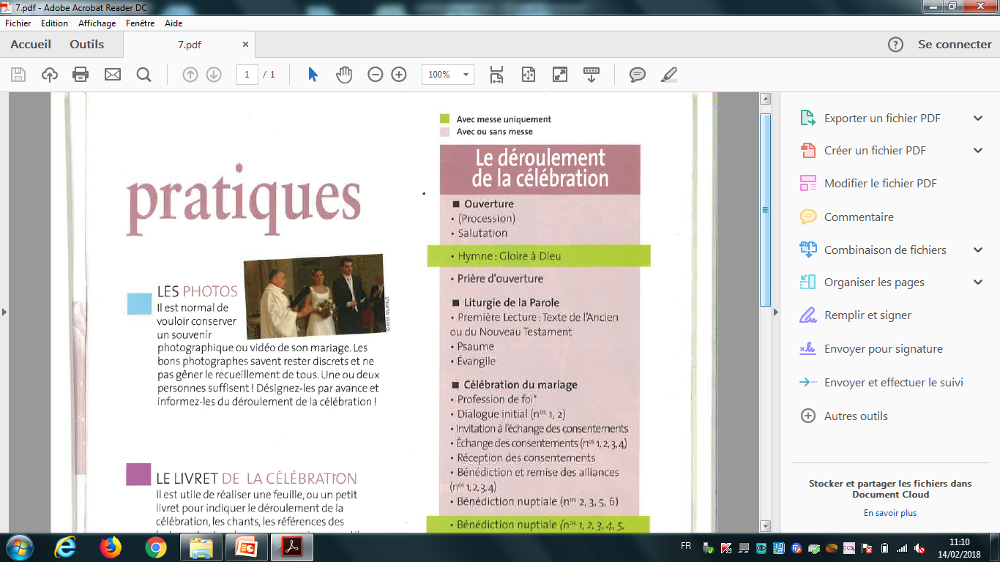 7.pdf - Adobe Acrobat Reader DC
Fichier Edition Affichage Fenêtre Aide
Accueil Outils 7.pdf × ? Se connecter
1 / 1 100%
pratiques
LES PHOTOS
Il est normal de
vouloir conserver
un souvenir
photographique ou vidéo de son mariage. Les
bons photographes savent rester discrets et ne
pas gêner le recueillement de tous. Une ou deux
personnes suffisent ! Désignez-les par avance et
informez-les du déroulement de la célébration !
LE LIVRET DE LA CÉLÉBRATION
Il est utile de réaliser une feuille, ou un petit
livret pour indiquer le déroulement de la
célébration, les chants, les références des
Avec messe uniquement
Avec ou sans messe
Le déroulement
de la célébration
■ Ouverture
• (Procession)
• Salutation
• Hymne : Gloire à Dieu
• Prière d'ouverture
■ Liturgie de la Parole
• Première Lecture : Texte de l'Ancien
ou du Nouveau Testament
• Psaume
• Évangile
■ Célébration du mariage
• Profession de foi*
• Dialogue initial (nos 1, 2)
• Invitation à l'échange des consentements
• Échange des consentements (nos 1, 2, 3, 4)
• Réception des consentements
• Bénédiction et remise des alliances
(nos 1, 2, 3, 4)
• Bénédiction nuptiale (nos 2, 3, 5, 6)
• Bénédiction nuptiale (nos 1, 2, 3, 4, 5,
Exporter un fichier PDF
Créer un fichier PDF
Modifier le fichier PDF
Commentaire
Combinaison de fichiers
Organiser les pages
Remplir et signer
Envoyer pour signature
Envoyer et effectuer le suivi
Autres outils
Stocker et partager les fichiers dans
Document Cloud
En savoir plus
FR
11:10
14/02/2018